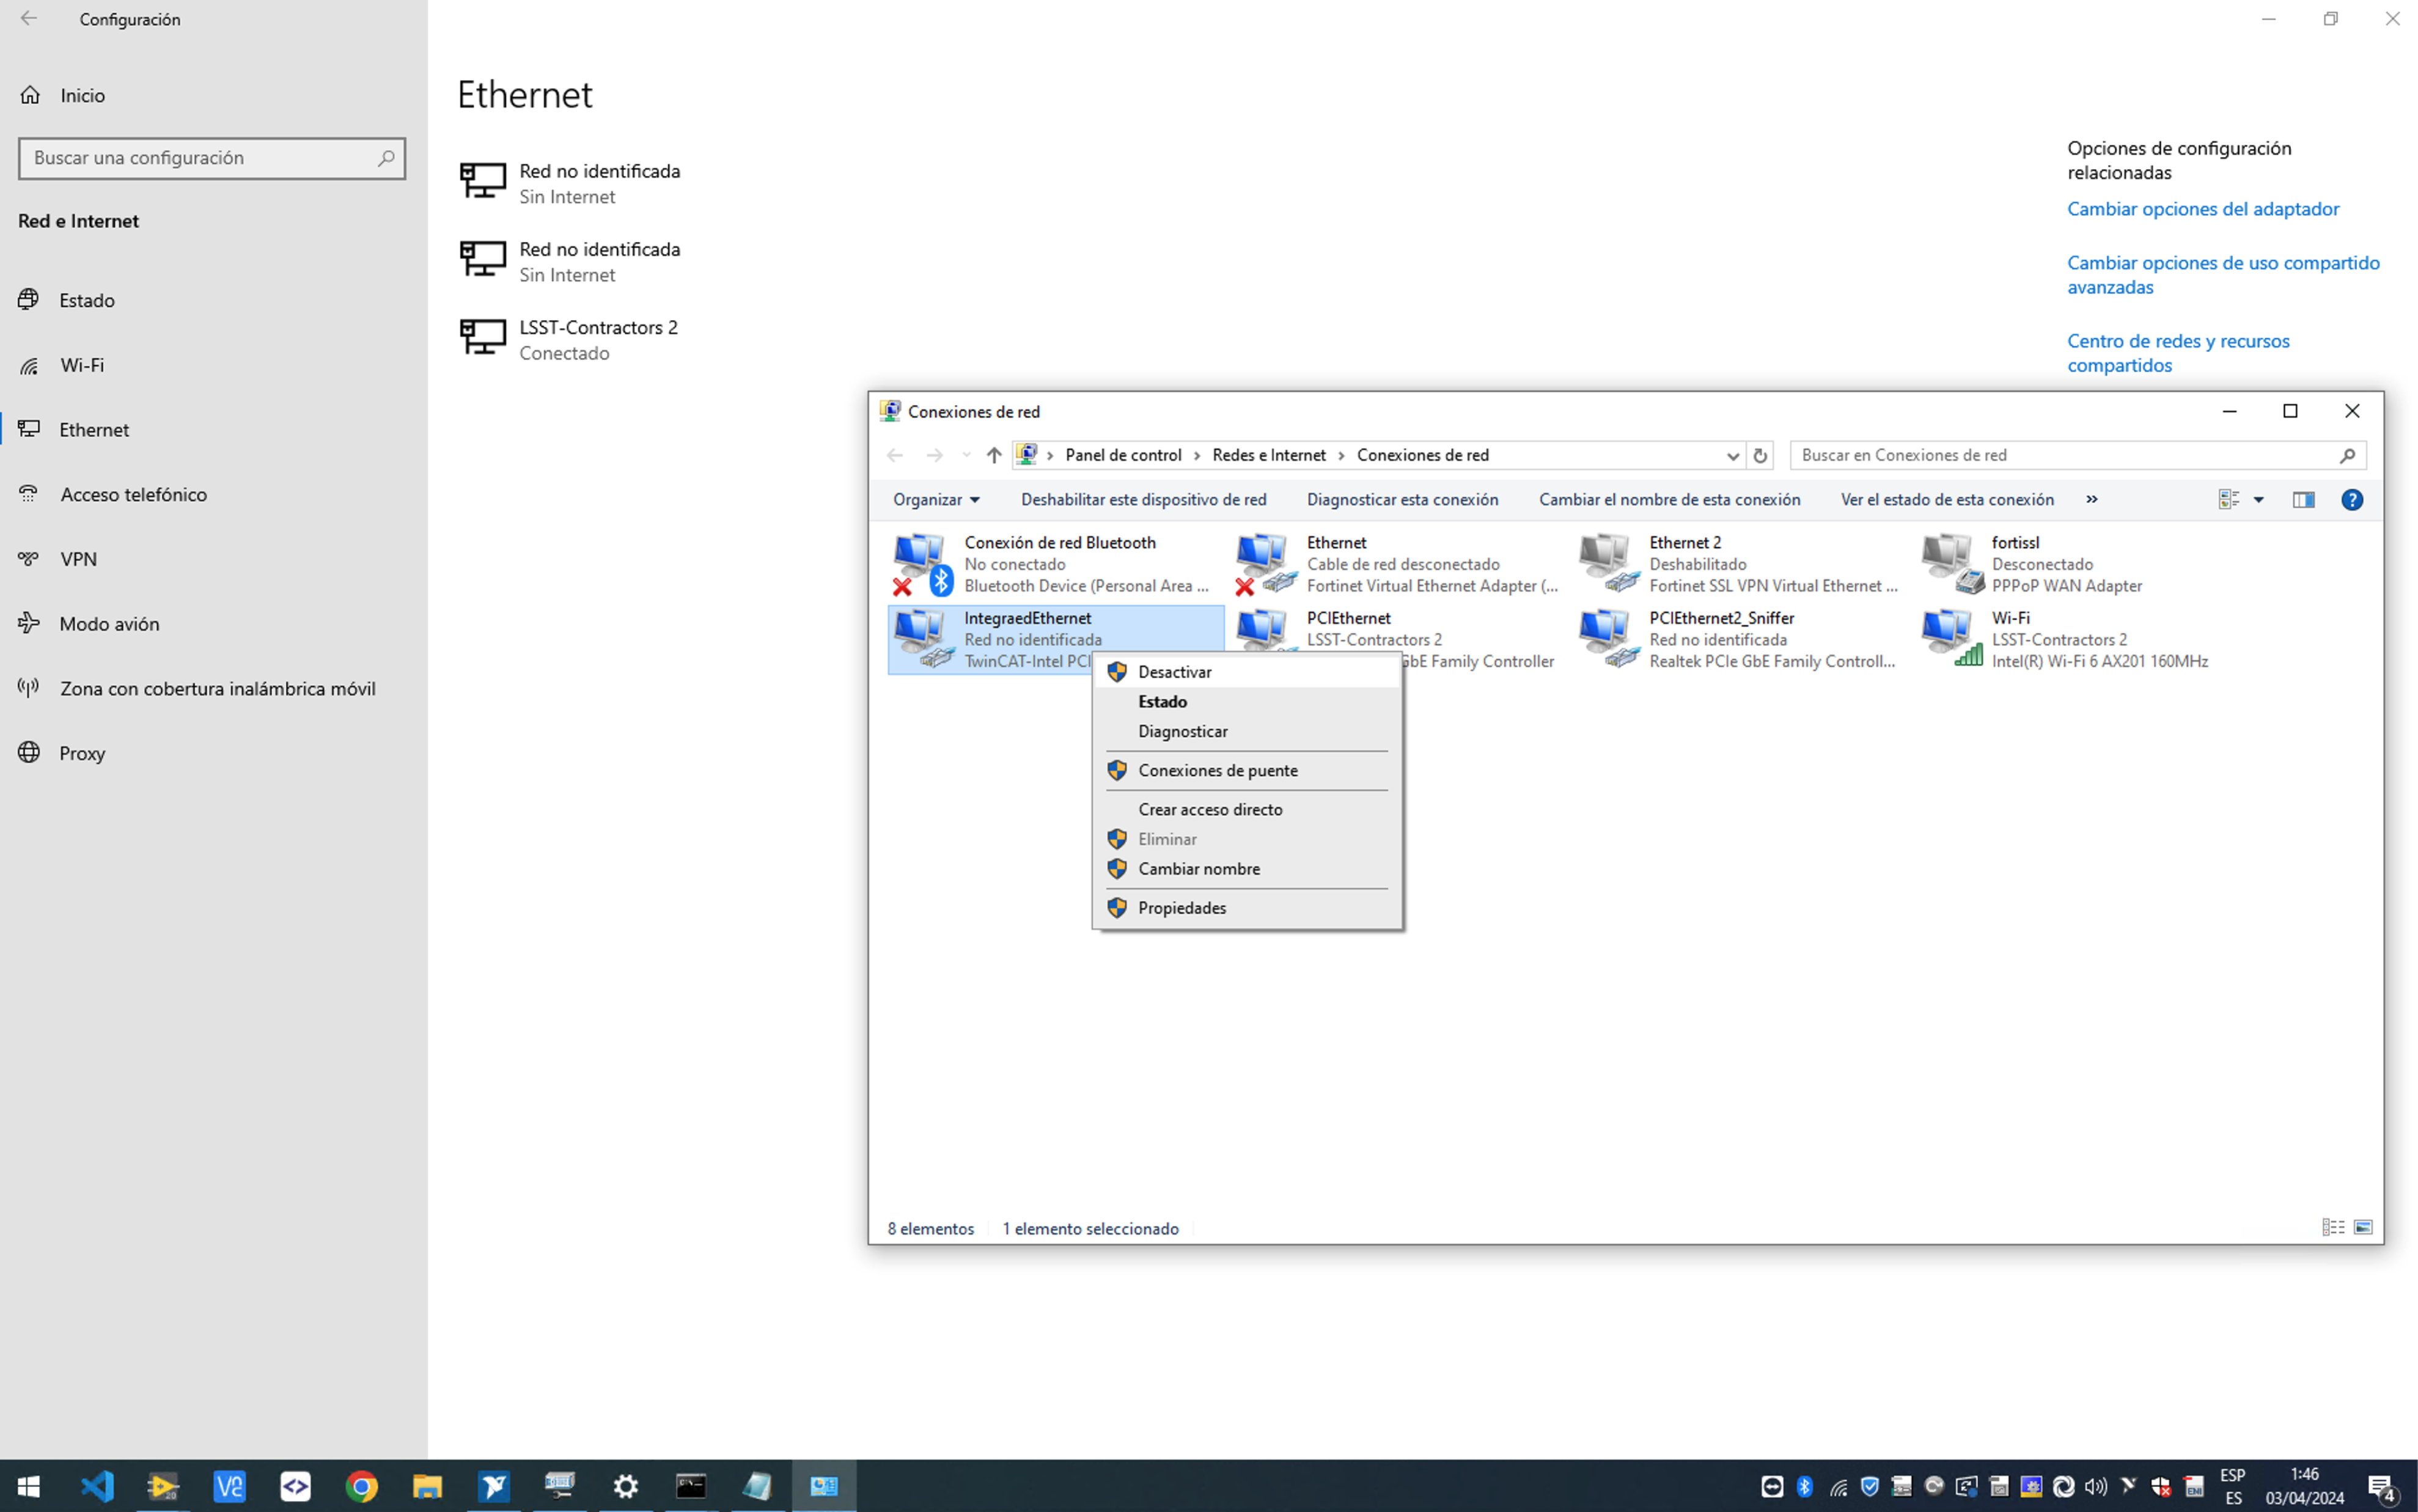 Configuración
Inicio
Buscar una configuración
Red e Internet
Estado
Wi-Fi
Ethernet
Acceso telefónico
VPN
Modo avión
Zona con cobertura inalámbrica móvil
Proxy
Ethernet
Red no identificada
Sin Internet
Red no identificada
Sin Internet
LSST-Contractors 2
Conectado
Opciones de configuración
relacionadas
Cambiar opciones del adaptador
Cambiar opciones de uso compartido
avanzadas
Centro de redes y recursos
compartidos
Conexiones de red
Panel de control › Redes e Internet › Conexiones de red
Buscar en Conexiones de red
Organizar Deshabilitar este dispositivo de red Diagnosticar esta conexión Cambiar el nombre de esta conexión Ver el estado de esta conexión »
Conexión de red Bluetooth
No conectado
Bluetooth Device (Personal Area ...
Ethernet
Cable de red desconectado
Fortinet Virtual Ethernet Adapter (...
Ethernet 2
Deshabilitado
Fortinet SSL VPN Virtual Ethernet ...
fortissl
Desconectado
PPPoP WAN Adapter
IntegraedEthernet
Red no identificada
TwinCAT-Intel PCI
PCIEthernet
LSST-Contractors 2
GbE Family Controller
PCIEthernet2_Sniffer
Red no identificada
Realtek PCIe GbE Family Controll...
Wi-Fi
LSST-Contractors 2
Intel(R) Wi-Fi 6 AX201 160MHz
Desactivar
Estado
Diagnosticar
Conexiones de puente
Crear acceso directo
Eliminar
Cambiar nombre
Propiedades
8 elementos 1 elemento seleccionado
ESP
ES
1:46
03/04/2024
4